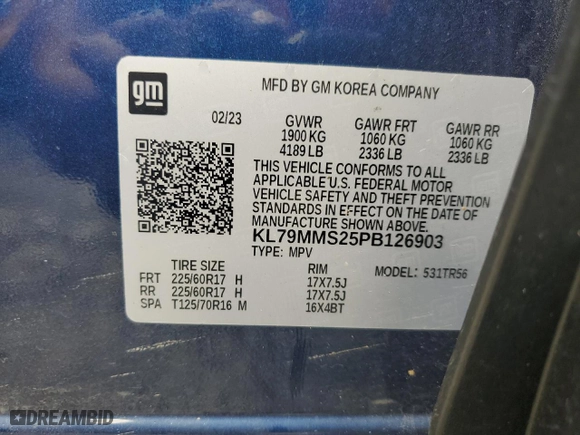 gm
MFD BY GM KOREA COMPANY
02/23 GVWR GAWR FRT GAWR RR
1900 KG 1060 KG 1060 KG
4189 LB 2336 LB 2336 LB
THIS VEHICLE CONFORMS TO ALL
APPLICABLE U.S. FEDERAL MOTOR
VEHICLE SAFETY AND THEFT PREVENTION
STANDARDS IN EFFECT ON THE DATE OF
MANUFACTURE SHOWN ABOVE.
KL79MMS25PB126903
TYPE: MPV
TIRE SIZE RIM MODEL: 531TR56
FRT 225/60R17 H 17X7.5J
RR 225/60R17 H 17X7.5J
SPA T125/70R16 M 16X4BT
DREAMBID